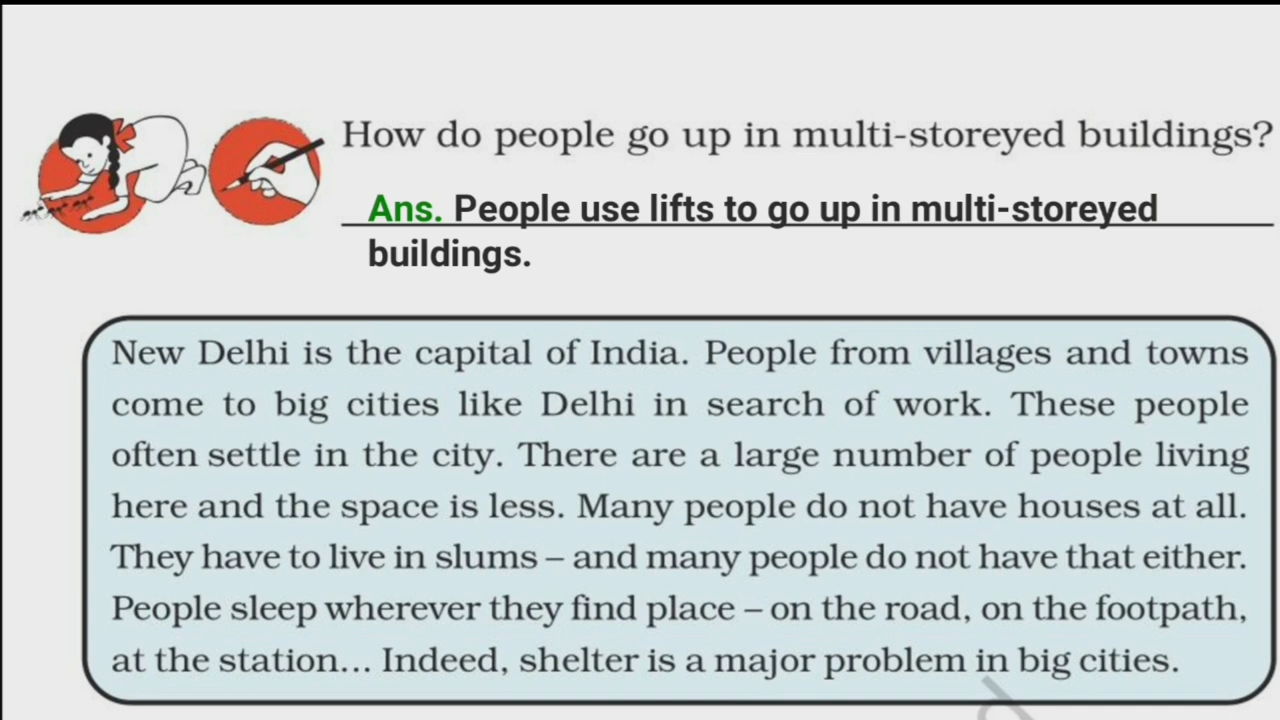 How do people go up in multi-storeyed buildings?
Ans. People use lifts to go up in multi-storeyed
buildings.
New Delhi is the capital of India. People from villages and towns
come to big cities like Delhi in search of work. These people
often settle in the city. There are a large number of people living
here and the space is less. Many people do not have houses at all.
They have to live in slums – and many people do not have that either.
People sleep wherever they find place – on the road, on the footpath,
at the station... Indeed, shelter is a major problem in big cities.